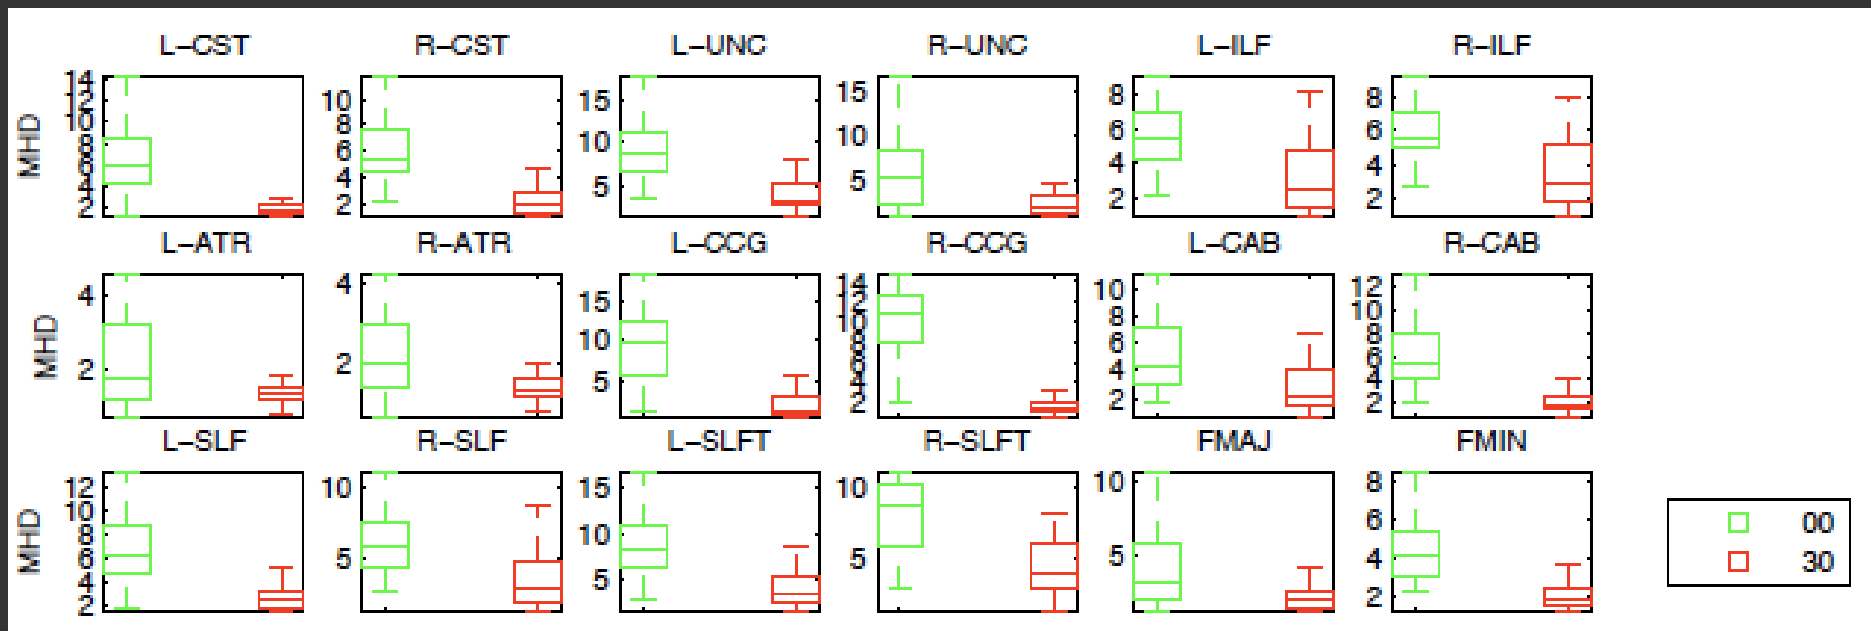 L−CST R−CST L−UNC R−UNC L−ILF R−ILF
MHD
14 12 10 8 6 4 2
10 8 6 4 2
15 10 5
15 10 5
8 6 4 2
8 6 4 2
L−ATR R−ATR L−CCG R−CCG L−CAB R−CAB
MHD
4 2
4 2
15 10 5
14 12 10 8 6 4 2
10 8 6 4 2
12 10 8 6 4 2
L−SLF R−SLF L−SLFT R−SLFT FMAJ FMIN
MHD
12 10 8 6 4 2
10 5
15 10 5
10 5
10 5
8 6 4 2
00
30